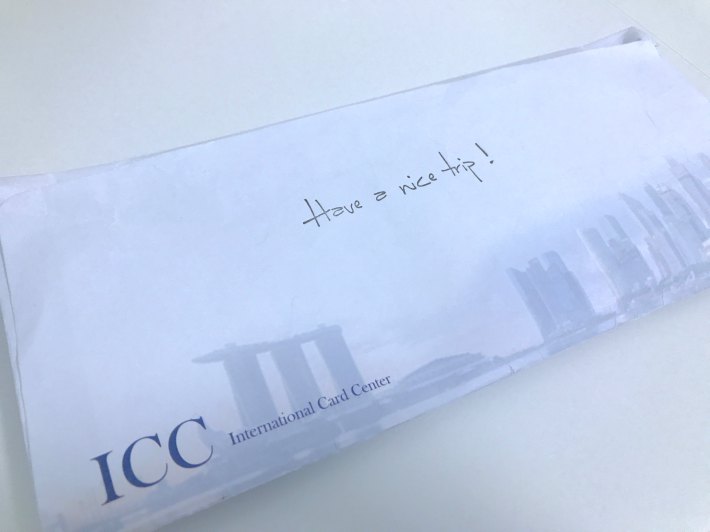 Have a nice trip!
ICC International Card Center